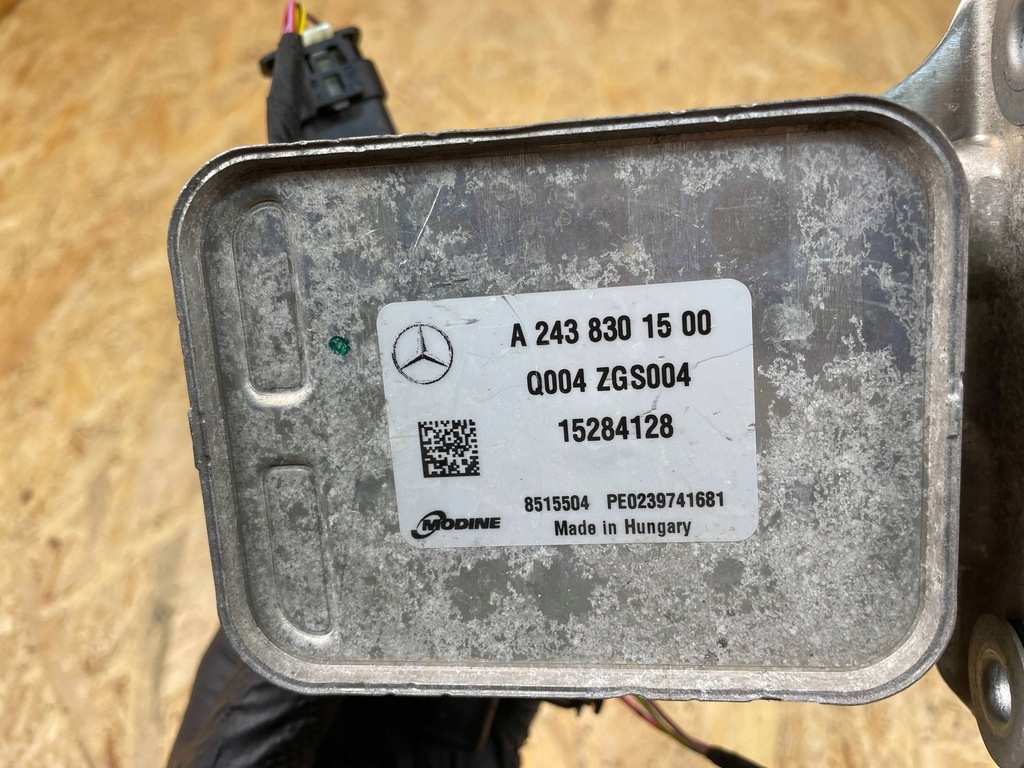 A 243 830 15 00
Q004 ZGS004
15284128
8515504 PE0239741681
MODINE
Made in Hungary